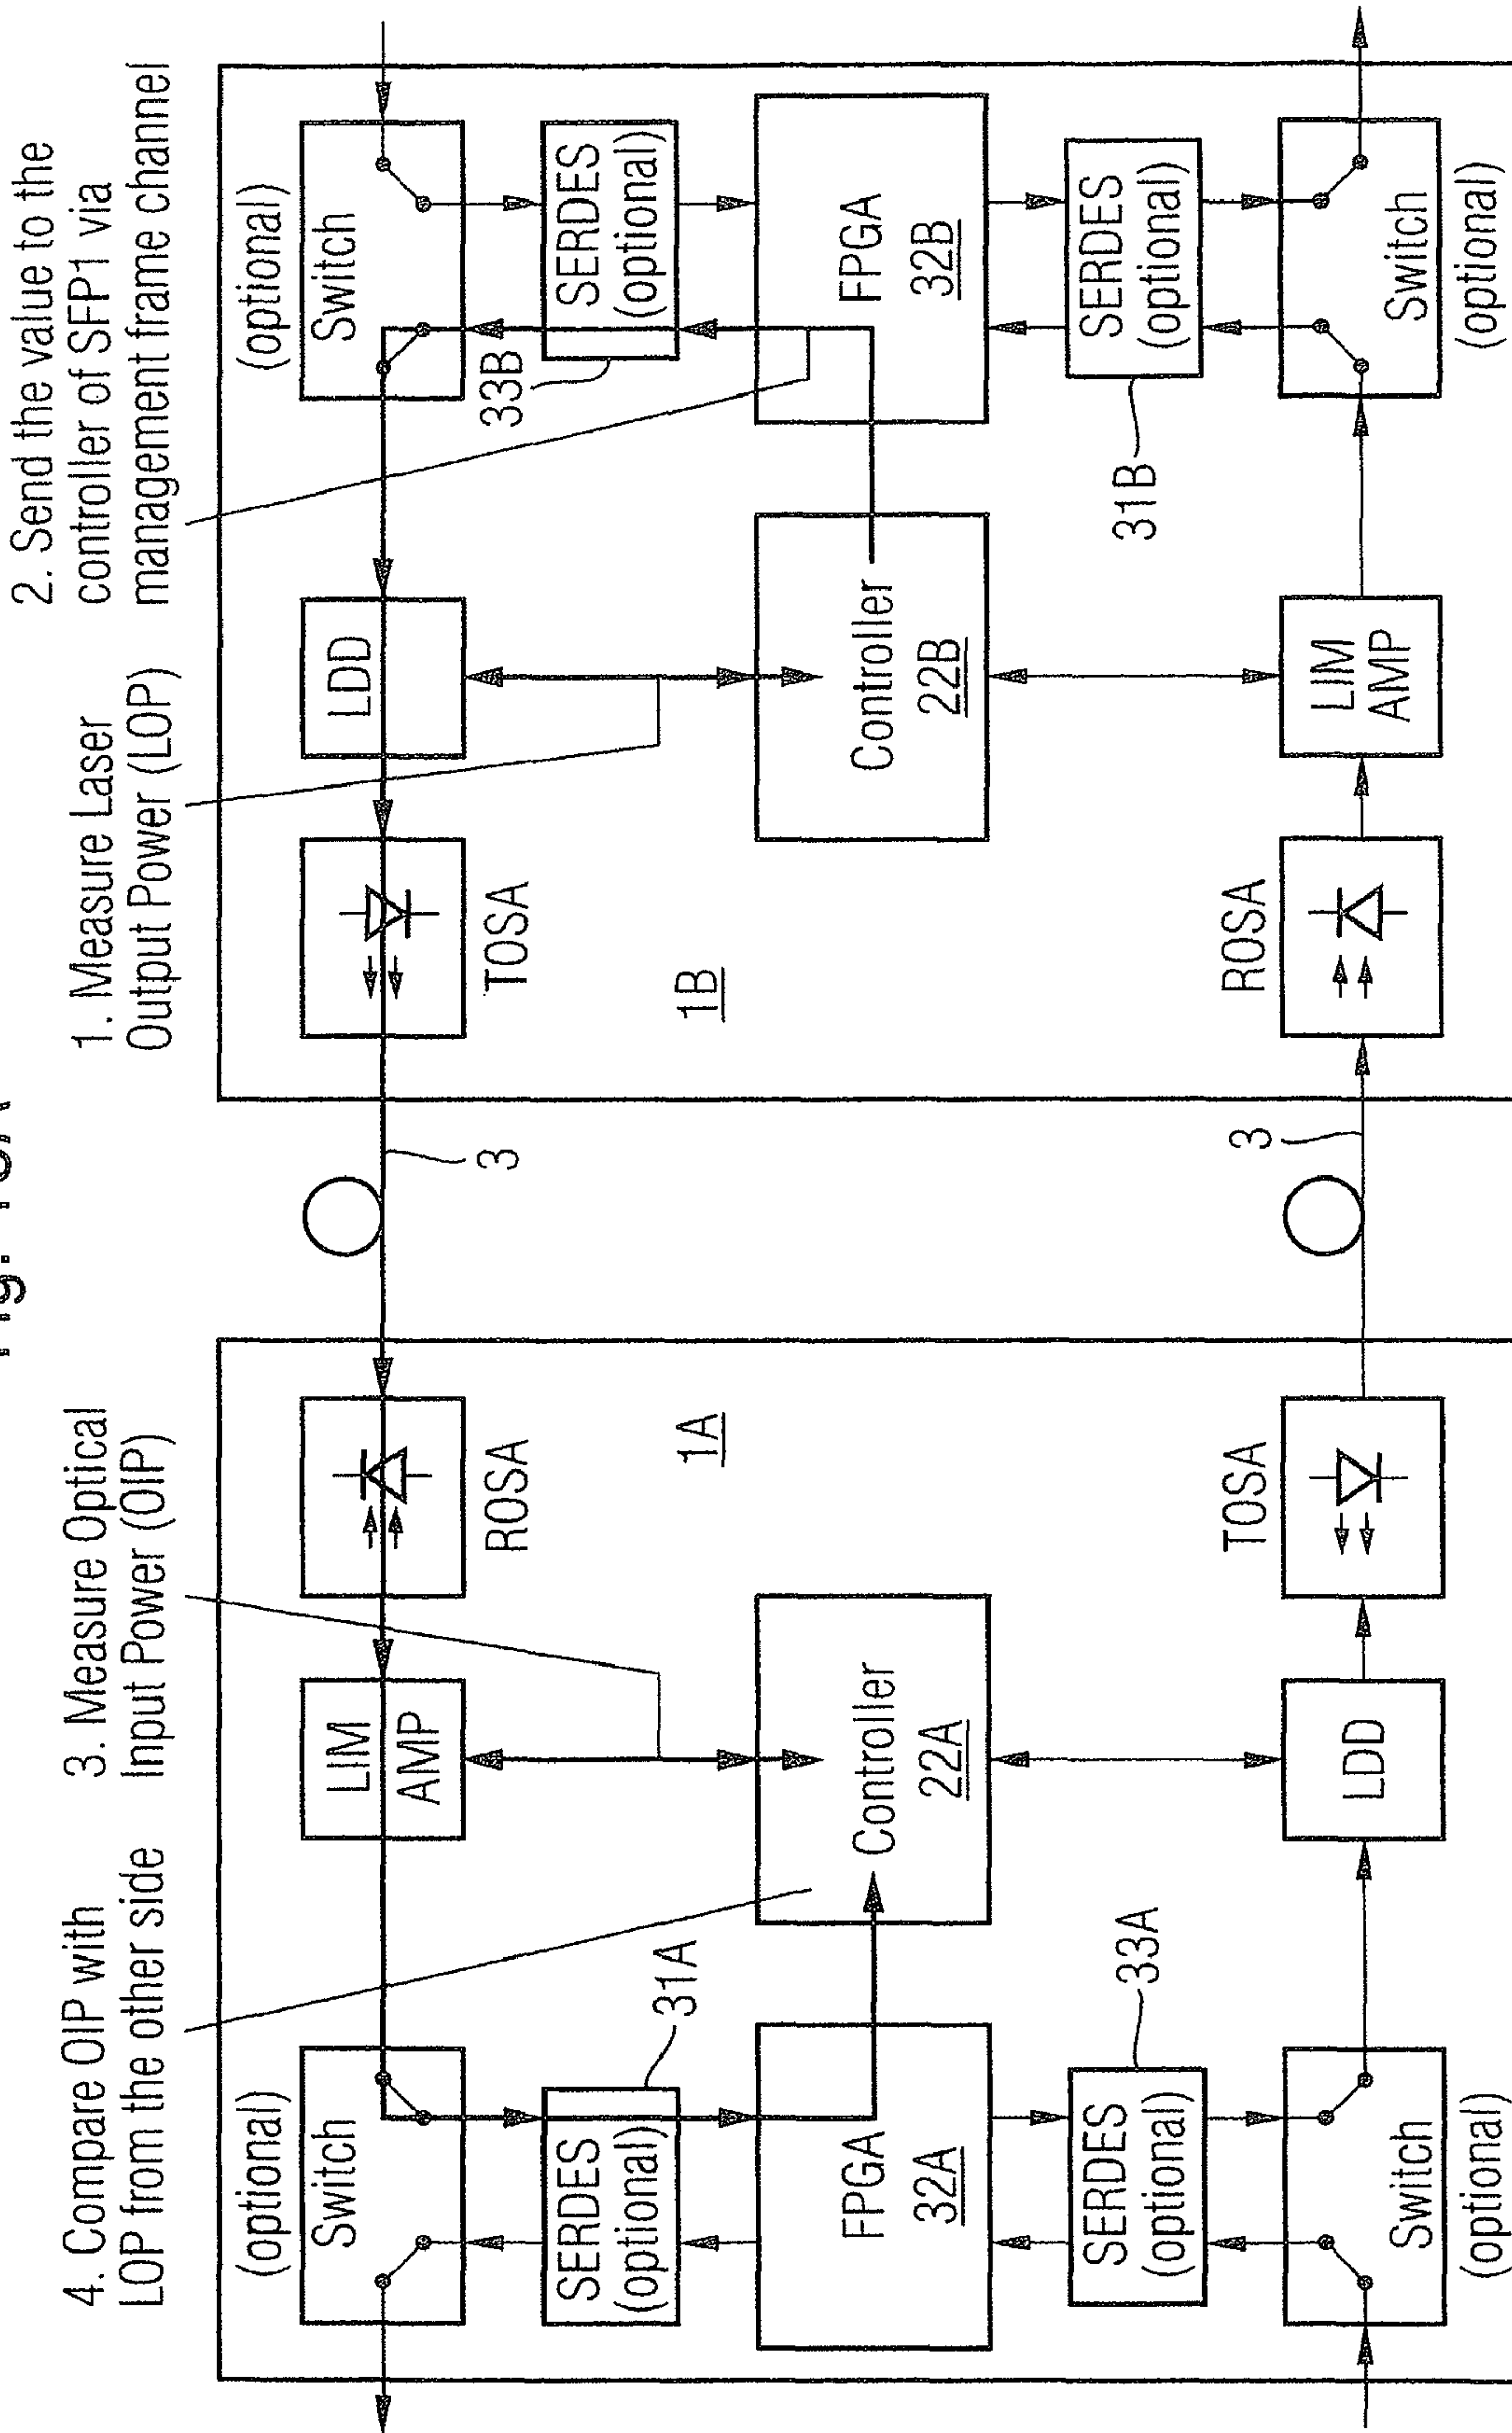 4. Compare OIP with
LOP from the other side
3. Measure Optical
Input Power (OIP)
1. Measure Laser
Output Power (LOP)
2. Send the value to the
controller of SFP1 via
management frame channel
(optional)
Switch
LIM
AMP
ROSA
3
TOSA
LDD
(optional)
Switch
SERDES
(optional)
31A
1A
1B
33B
SERDES
(optional)
FPGA
32A
Controller
22A
Controller
22B
FPGA
32B
SERDES
(optional)
33A
31B
SERDES
(optional)
Switch
(optional)
LDD
TOSA
3
ROSA
LIM
AMP
Switch
(optional)